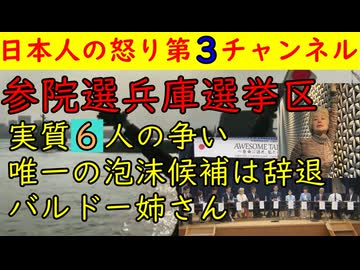 日本人の怒り第3チャンネル
参院選兵庫選挙区
実質6人の争い
唯一の泡沫候補は辞退
バルドー姉さん
AWESOME TA